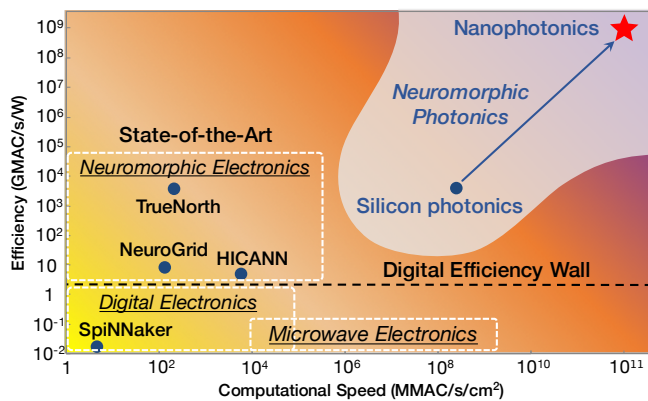 Efficiency (GMAC/s/W)
10⁹
10⁸
10⁷
10⁶
10⁵
10⁴
10³
10²
10
1
10⁻¹
10⁻²
Nanophotonics
Neuromorphic
Photonics
State-of-the-Art
Neuromorphic Electronics
TrueNorth
Silicon photonics
NeuroGrid
HICANN
Digital Efficiency Wall
Digital Electronics
SpiNNaker
Microwave Electronics
1 10² 10⁴ 10⁶ 10⁸ 10¹⁰ 10¹¹
Computational Speed (MMAC/s/cm²)